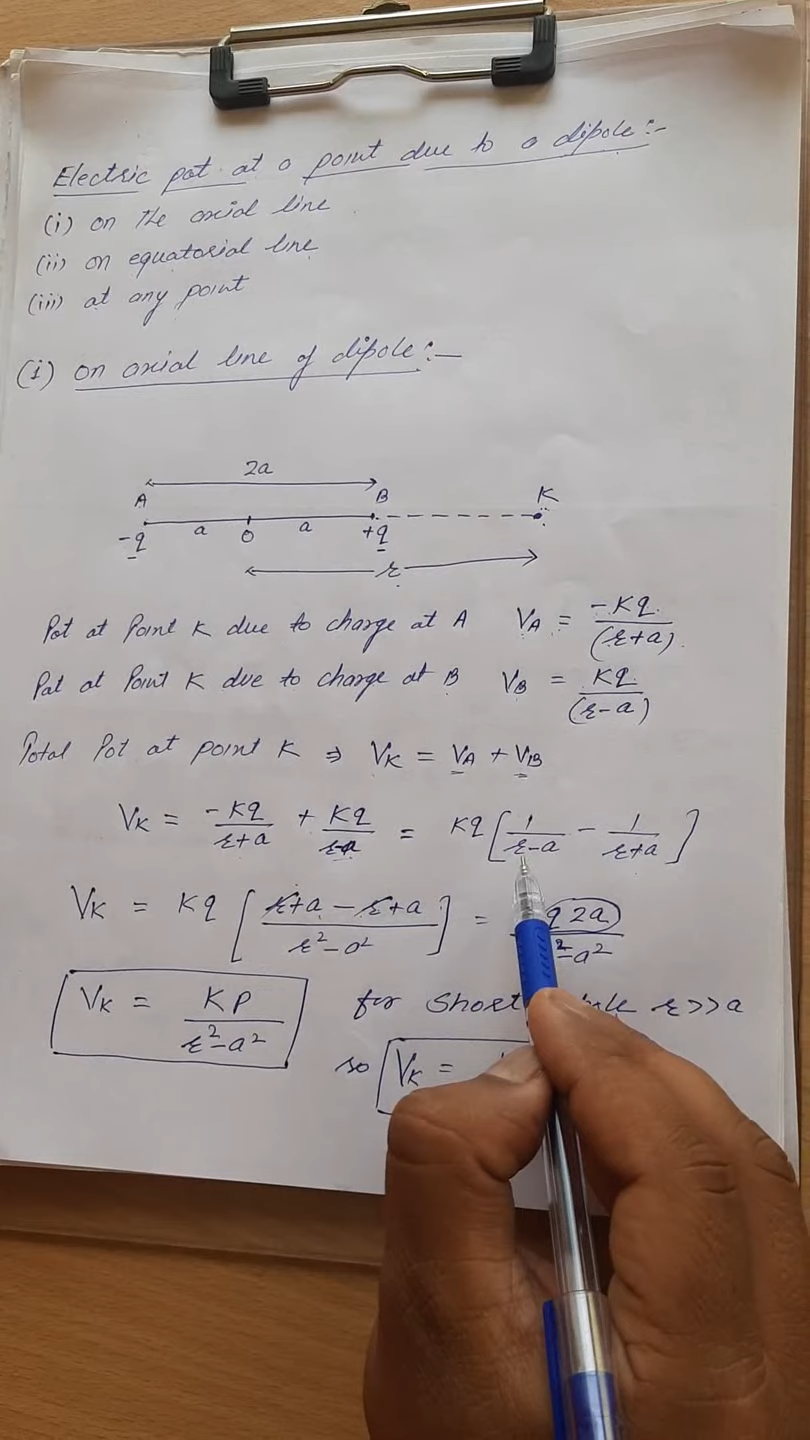 Electric pot at a point due to a dipole:-
(i) on the axial line
(ii) on equatorial line
(iii) at any point
(i) on axial line of dipole:-
2a
A B K
-q a O a +q
r
Pot at Point K due to charge at A VA = -Kq/(r+a)
Pot at Point K due to charge at B VB = Kq/(r-a)
Total Pot at point K ⇒ VK = VA + VB
VK = -Kq/r+a + Kq/r-a = Kq[1/r-a - 1/r+a]
VK = Kq[r+a-r+a/r²-a²] = q2a/²-a²
VK = KP/r²-a² for Short r>>a
so VK =